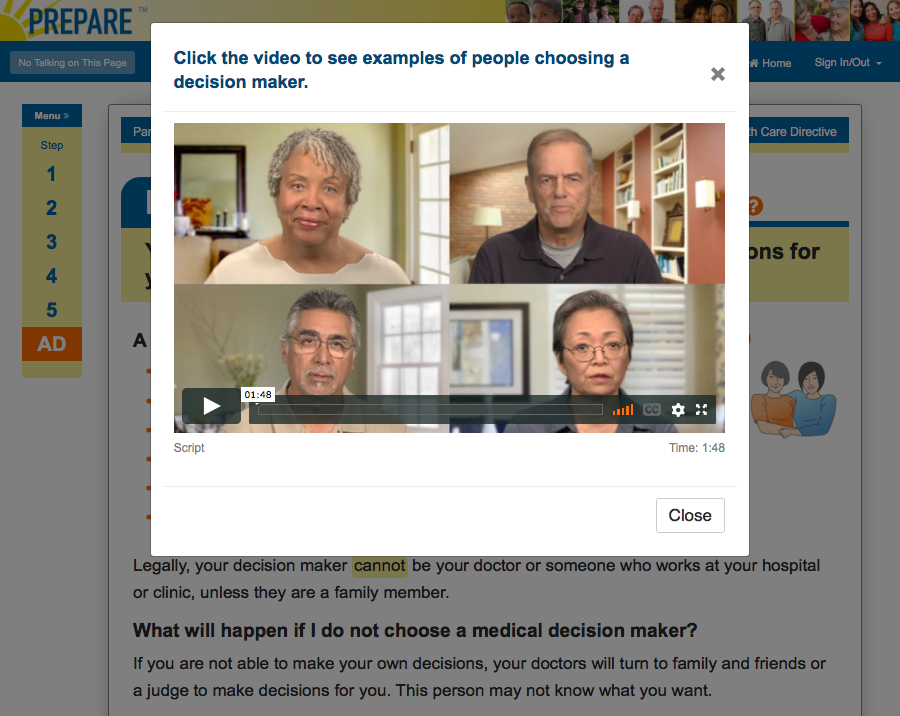 PREPARE ™
No Talking on This Page
Home
Sign In/Out
Menu »
Step
1
2
3
4
5
AD
th Care Directive
?
ons for
A
Click the video to see examples of people choosing a
decision maker.
×
01:48
CC
Script
Time: 1:48
Close
Legally, your decision maker cannot be your doctor or someone who works at your hospital
or clinic, unless they are a family member.
What will happen if I do not choose a medical decision maker?
If you are not able to make your own decisions, your doctors will turn to family and friends or
a judge to make decisions for you. This person may not know what you want.